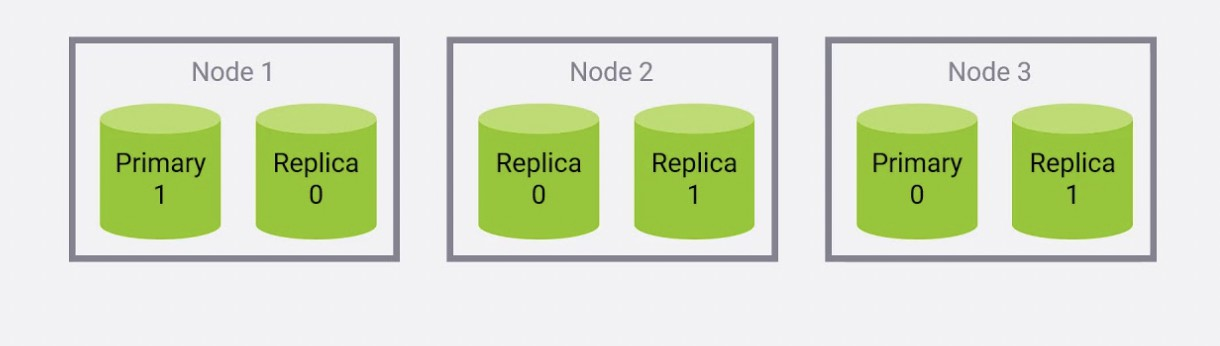 Node 1
Primary
1
Replica
0
Node 2
Replica
0
Replica
1
Node 3
Primary
0
Replica
1